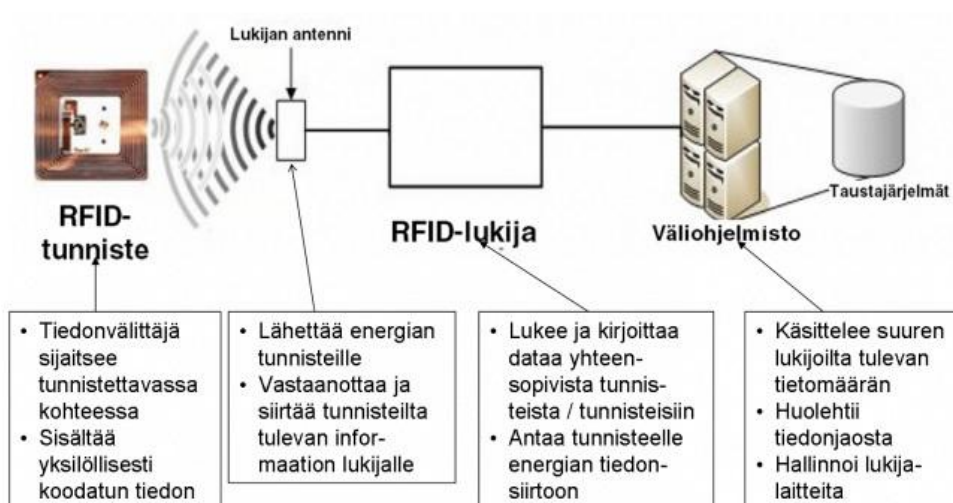 Lukijan antenni
RFID-
tunniste
RFID-lukija
Väliohjelmisto
Taustajärjelmät
• Tiedonvälittäjä
sijaitsee
tunnistettavassa
kohteessa
• Sisältää
yksilöllisesti
koodatun tiedon
• Lähettää energian
tunnisteille
• Vastaanottaa ja
siirtää tunnisteilta
tulevan infor-
maation lukijalle
• Lukee ja kirjoittaa
dataa yhteen-
sopivista tunnis-
teista / tunnisteisiin
• Antaa tunnisteelle
energian tiedon-
siirtoon
• Käsittelee suuren
lukijoilta tulevan
tietomäärän
• Huolehtii
tiedonjaosta
• Hallinnoi lukija-
laitteita